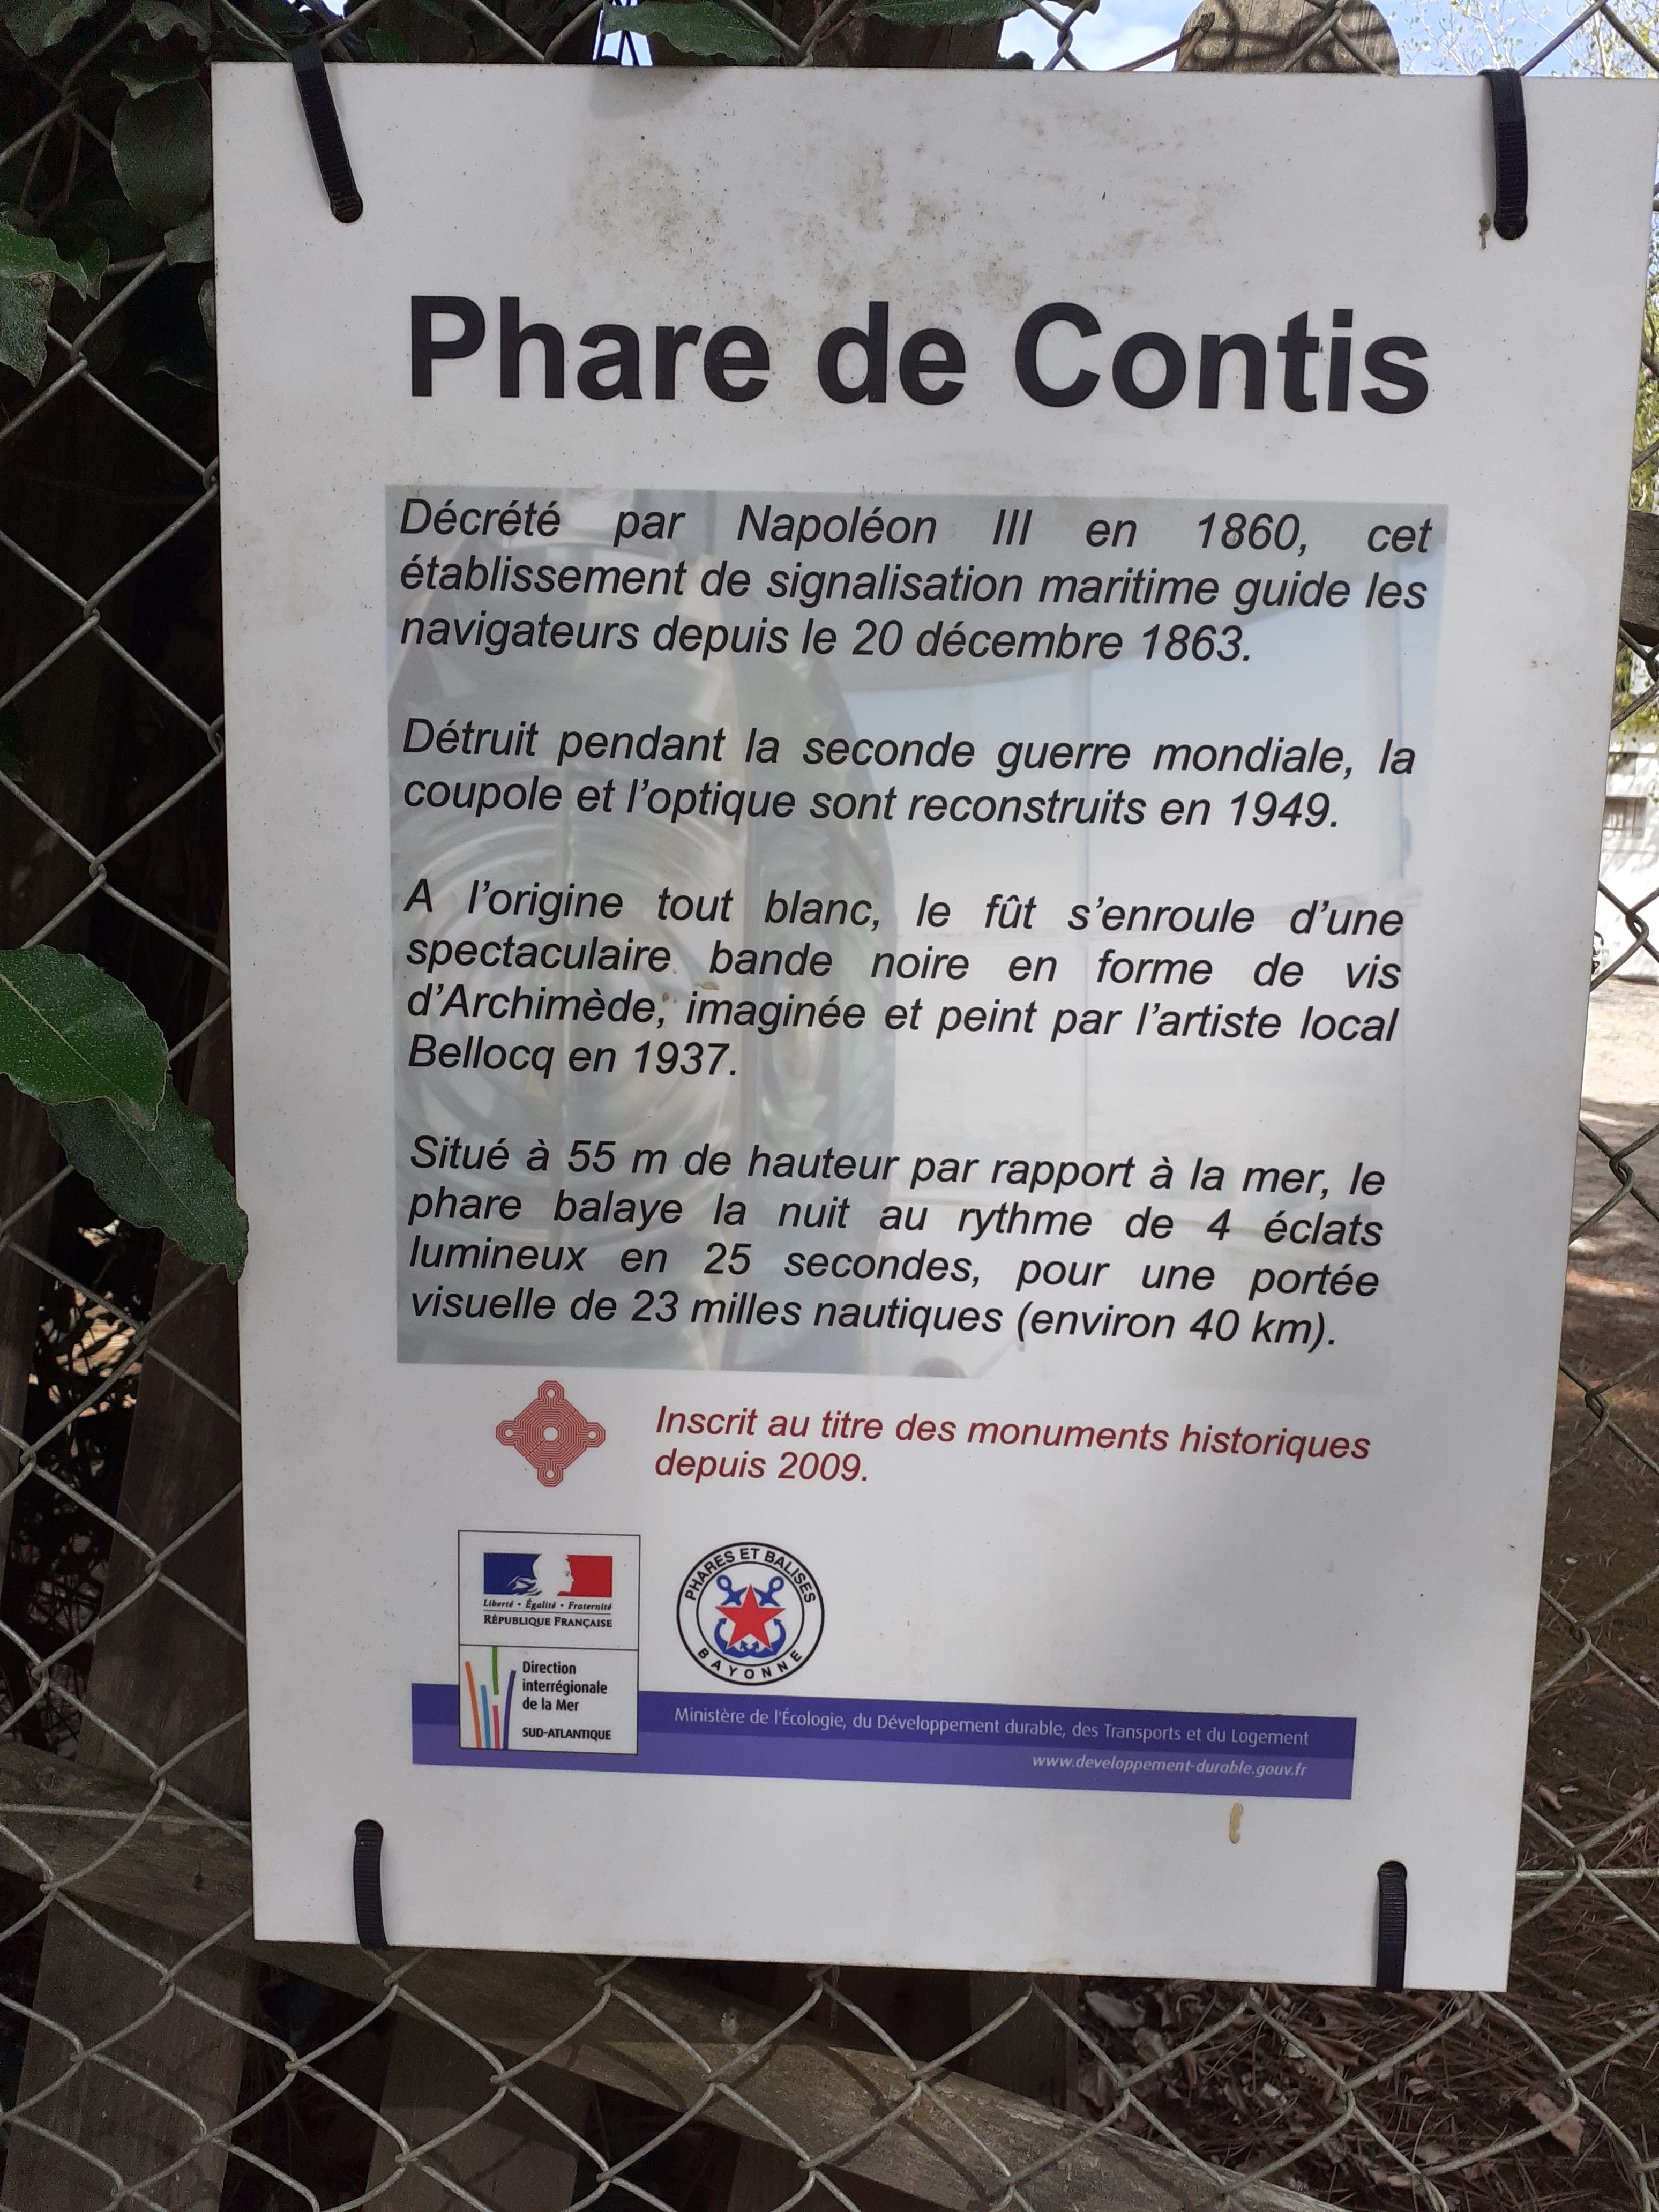 Phare de Contis
Décrété par Napoléon III en 1860, cet
établissement de signalisation maritime guide les
navigateurs depuis le 20 décembre 1863.
Détruit pendant la seconde guerre mondiale, la
coupole et l'optique sont reconstruits en 1949.
A l'origine tout blanc, le fût s'enroule d'une
spectaculaire bande noire en forme de vis
d'Archimède, imaginée et peint par l'artiste local
Bellocq en 1937.
Situé à 55 m de hauteur par rapport à la mer, le
phare balaye la nuit au rythme de 4 éclats
lumineux en 25 secondes, pour une portée
visuelle de 23 milles nautiques (environ 40 km).
Inscrit au titre des monuments historiques
depuis 2009.
Liberté • Égalité • Fraternité
RÉPUBLIQUE FRANÇAISE
PHARES ET BALISES
BAYONNE
Direction
interrégionale
de la Mer
SUD-ATLANTIQUE
Ministère de l'Écologie, du Développement durable, des Transports et du Logement
www.developpement-durable.gouv.fr